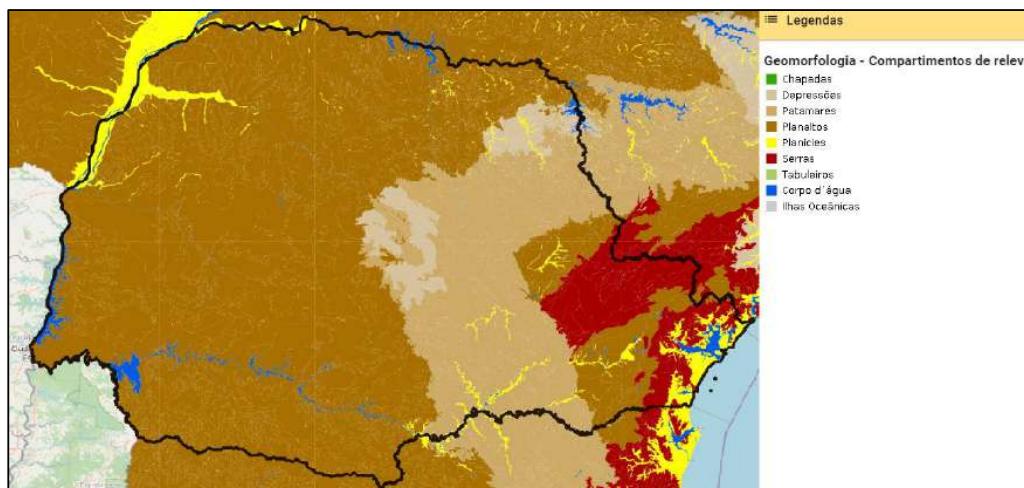 Legendas
Geomorfologia - Compartimentos de relev
Chapadas
Depressões
Patamares
Planaltos
Planícies
Serras
Tabuleiros
Corpo d´água
Ilhas Oceânicas